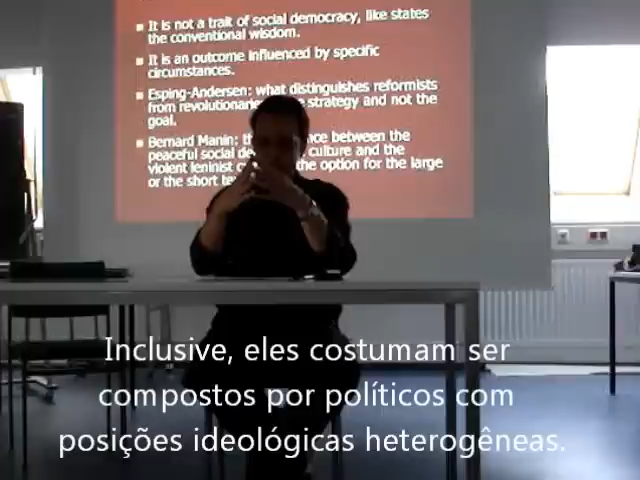 ▪ It is not a trait of social democracy, like states
the conventional wisdom.
▪ It is an outcome influenced by specific
circumstances.
▪ Esping-Andersen: what distinguishes reformists
from revolutionaries strategy and not the
goal.
▪ Bernard Manin: between the
peaceful social culture and the
violent leninist the option for the large
or the short
Inclusive, eles costumam ser
compostos por políticos com
posições ideológicas heterogêneas.